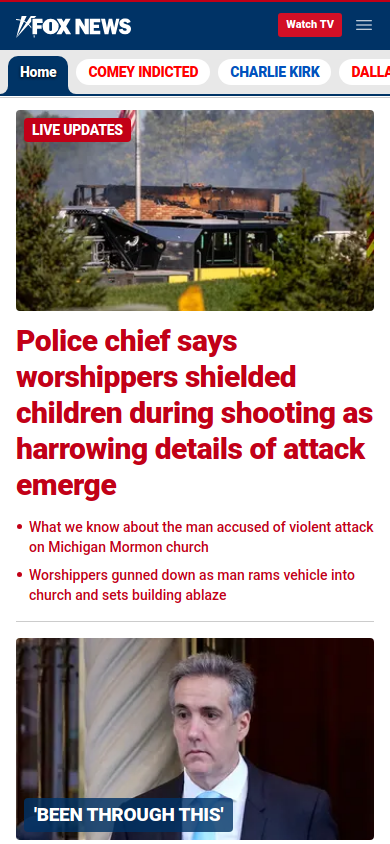 FOX NEWS
Watch TV
Home
COMEY INDICTED
CHARLIE KIRK
DALLA
LIVE UPDATES
Police chief says
worshippers shielded
children during shooting as
harrowing details of attack
emerge
• What we know about the man accused of violent attack
on Michigan Mormon church
• Worshippers gunned down as man rams vehicle into
church and sets building ablaze
'BEEN THROUGH THIS'